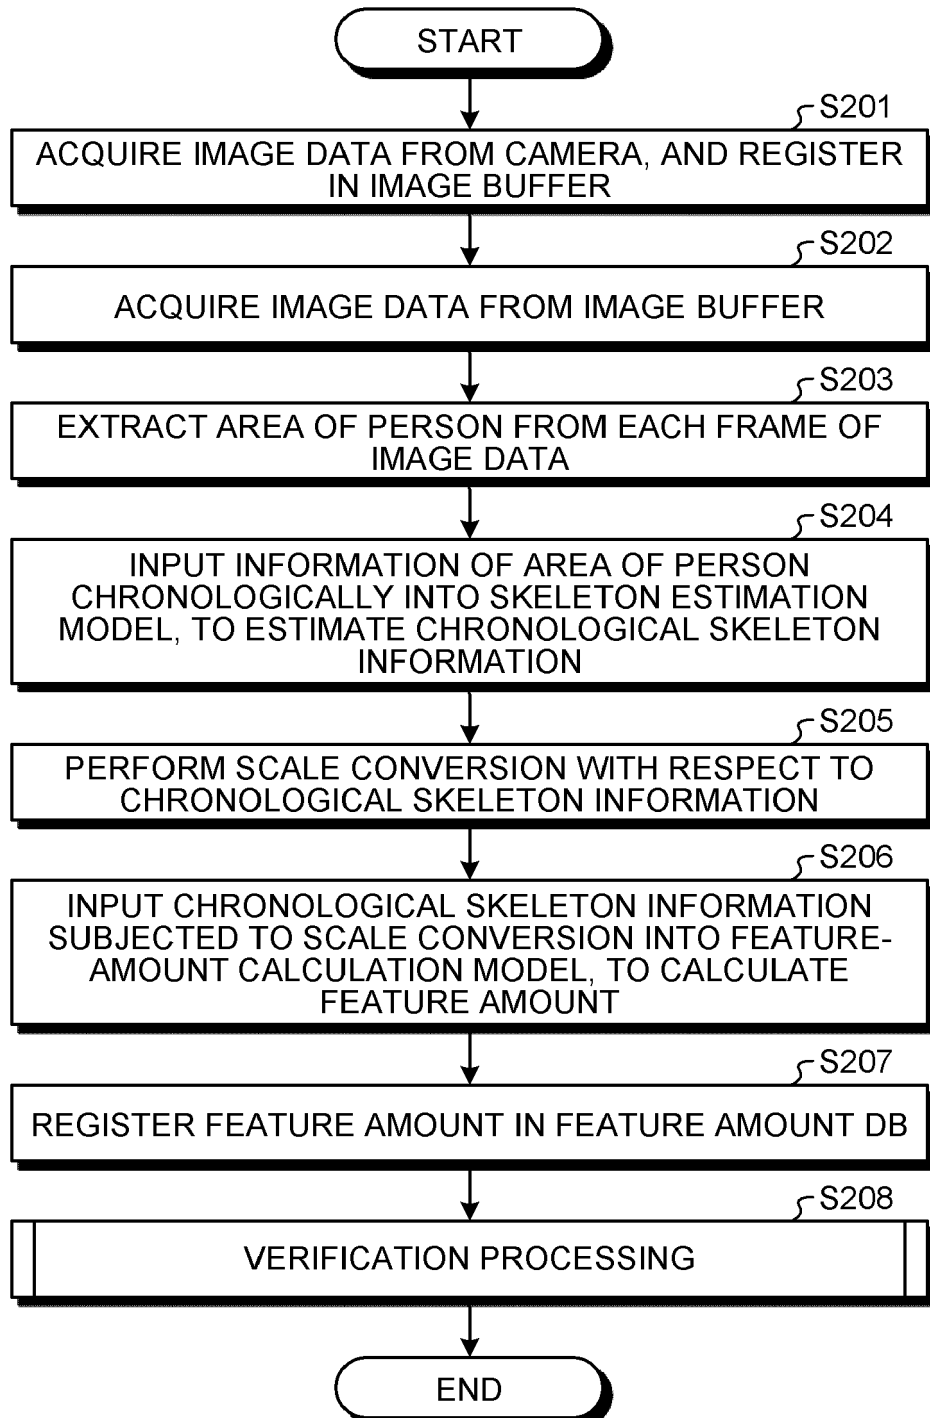 START
S201
ACQUIRE IMAGE DATA FROM CAMERA, AND REGISTER
IN IMAGE BUFFER
S202
ACQUIRE IMAGE DATA FROM IMAGE BUFFER
S203
EXTRACT AREA OF PERSON FROM EACH FRAME OF
IMAGE DATA
S204
INPUT INFORMATION OF AREA OF PERSON
CHRONOLOGICALLY INTO SKELETON ESTIMATION
MODEL, TO ESTIMATE CHRONOLOGICAL SKELETON
INFORMATION
S205
PERFORM SCALE CONVERSION WITH RESPECT TO
CHRONOLOGICAL SKELETON INFORMATION
S206
INPUT CHRONOLOGICAL SKELETON INFORMATION
SUBJECTED TO SCALE CONVERSION INTO FEATURE-
AMOUNT CALCULATION MODEL, TO CALCULATE
FEATURE AMOUNT
S207
REGISTER FEATURE AMOUNT IN FEATURE AMOUNT DB
S208
VERIFICATION PROCESSING
END